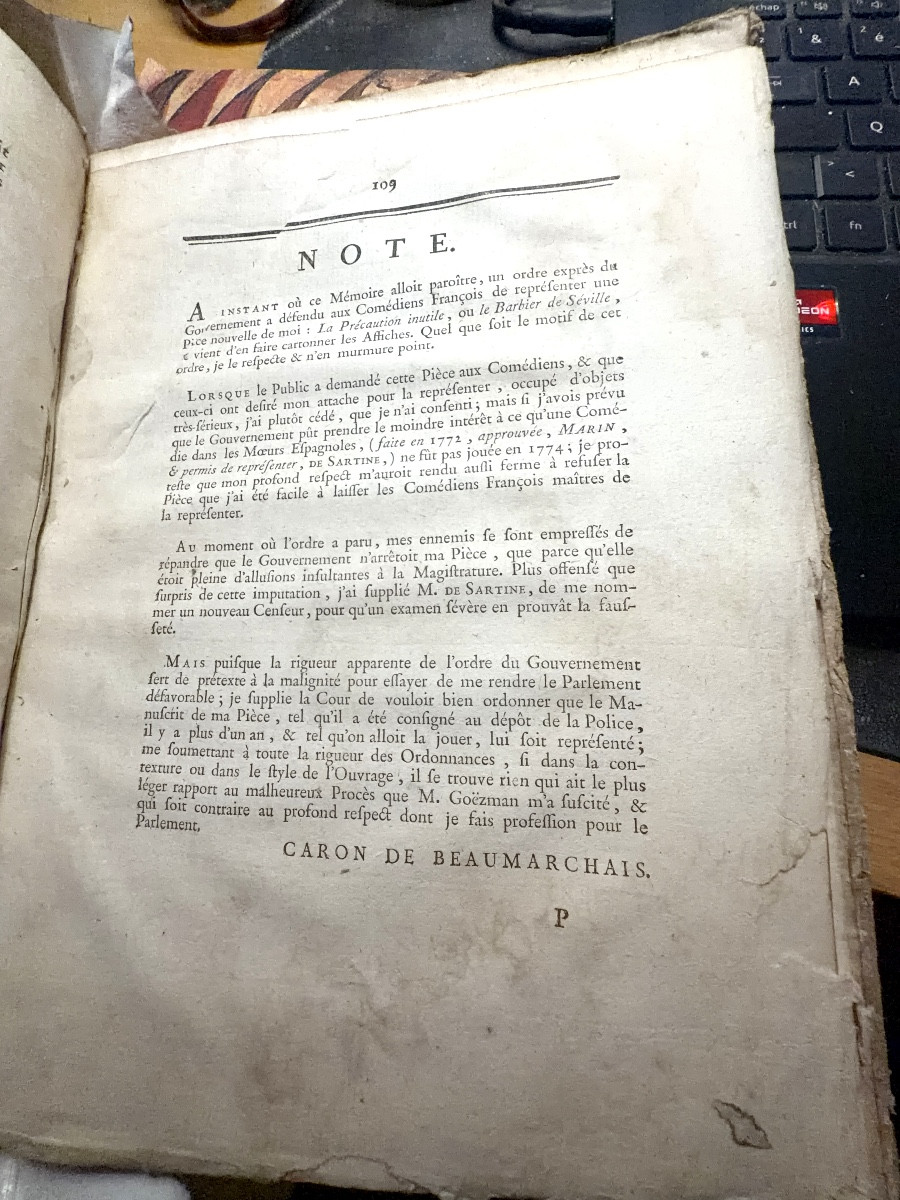 109
NOTE.
A INSTANT où ce Mémoire alloit paroître, un ordre exprès du
Gouvernement a défendu aux Comédiens François de représenter une
pice nouvelle de moi : La Précaution inutile, ou le Barbier de Séville,
& vient d'en faire cartonner les Affiches. Quel que soit le motif de cet
ordre, je le respecte & n'en murmure point.
LORSQUE le Public a demandé cette Pièce aux Comédiens, & que
ceux-ci ont desiré mon attache pour la représenter, occupé d'objets
très-sérieux, j'ai plutôt cédé, que je n'ai consenti; mais si j'avois prévu
que le Gouvernement pût prendre le moindre intérêt à ce qu'une Comé-
die dans les Mœurs Espagnoles, (faite en 1772, approuvée, MARIN,
& permis de représenter, DE SARTINE,) ne fût pas jouée en 1774; je pro-
teste que mon profond respect m'auroit rendu aussi ferme à refuser la
Pièce que j'ai été facile à laisser les Comédiens François maîtres de
la représenter.
AU moment où l'ordre a paru, mes ennemis se sont empressés de
répandre que le Gouvernement n'arrêtoit ma Pièce, que parce qu'elle
étoit pleine d'allusions insultantes à la Magistrature. Plus offensé que
surpris de cette imputation, j'ai supplié M. DE SARTINE, de me nom-
mer un nouveau Censeur, pour qu'un examen sévère en prouvât la faus-
seté.
MAIS puisque la rigueur apparente de l'ordre du Gouvernement
sert de prétexte à la malignité pour essayer de me rendre le Parlement
défavorable; je supplie la Cour de vouloir bien ordonner que le Ma-
nuscrit de ma Pièce, tel qu'il a été consigné au dépôt de la Police,
il y a plus d'un an, & tel qu'on alloit la jouer, lui soit représenté;
me soumettant à toute la rigueur des Ordonnances, si dans la con-
texture ou dans le style de l'Ouvrage, il se trouve rien qui ait le plus
léger rapport au malheureux Procès que M. Goëzman m'a suscité, &
qui soit contraire au profond respect dont je fais profession pour le
Parlement.
CARON DE BEAUMARCHAIS.
P
1
&
2
é
A
Q
>
<
fn